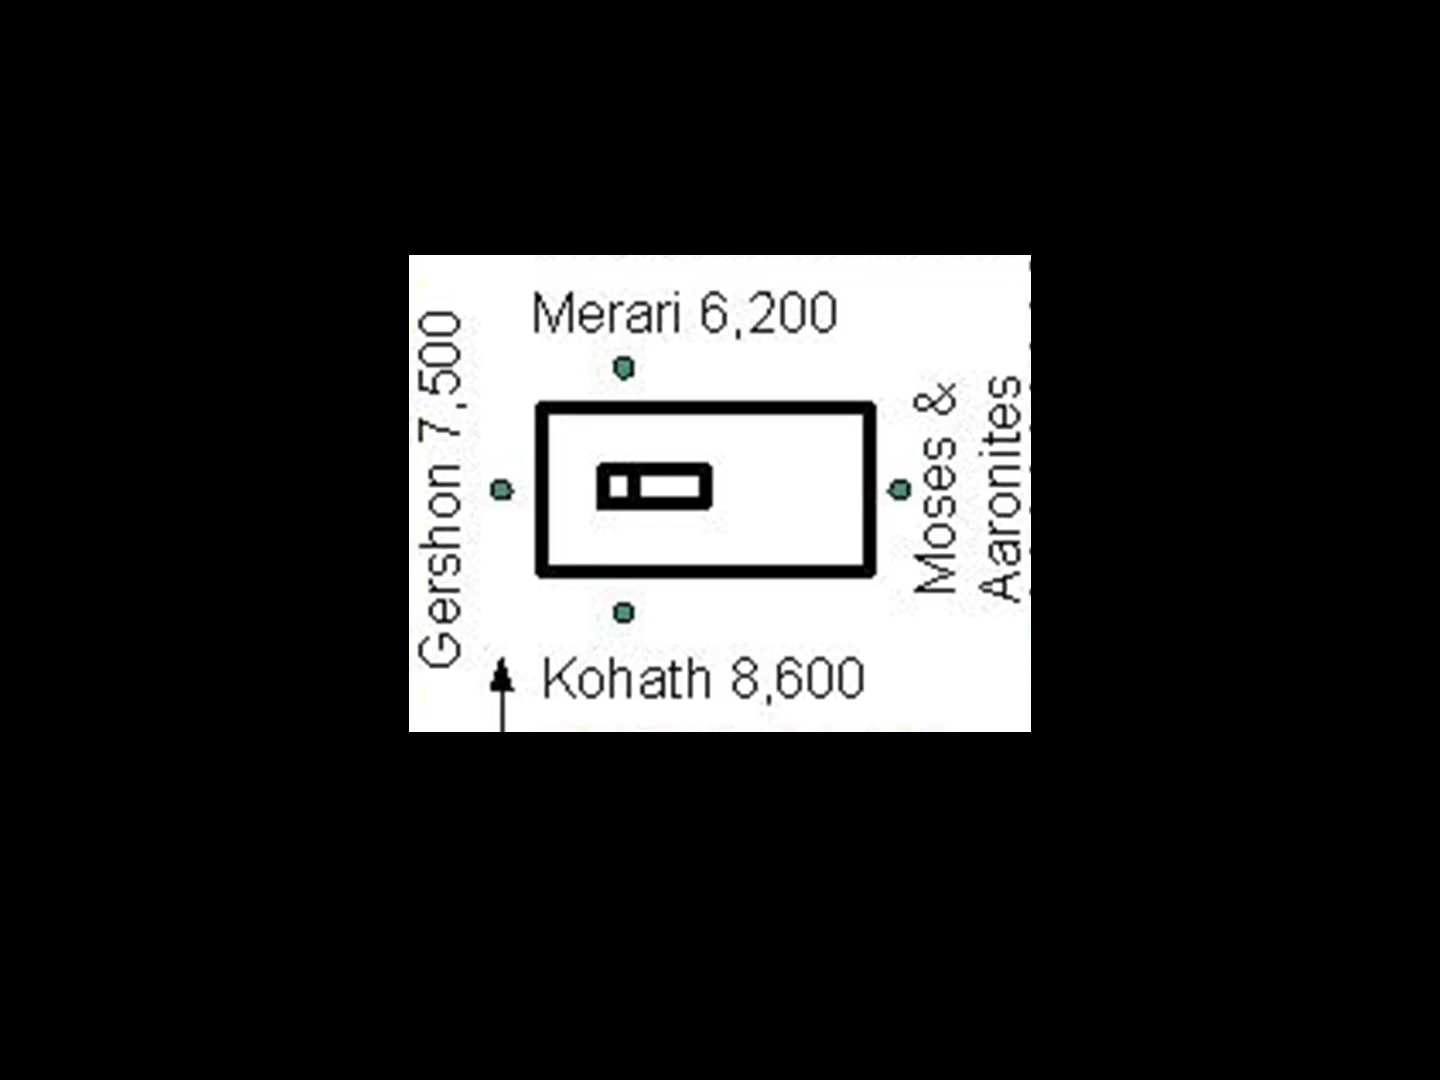 Merari 6,200
Gershon 7,500
Moses &
Aaronites
Kohath 8,600